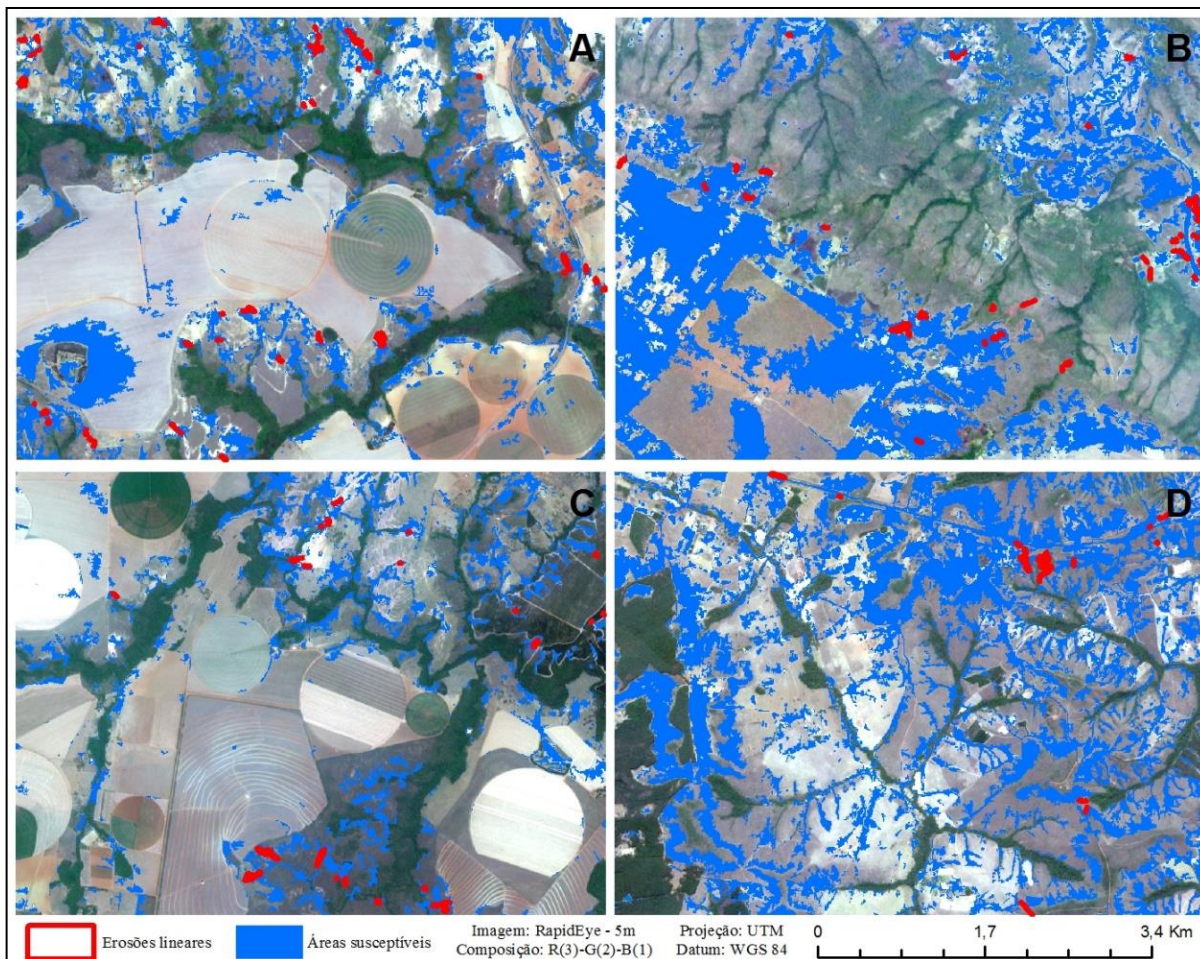 A
B
C
D
Erosões lineares
Áreas susceptíveis
Imagem: RapidEye - 5m
Composição: R(3)-G(2)-B(1)
Projeção: UTM
Datum: WGS 84
0 1,7 3,4 Km